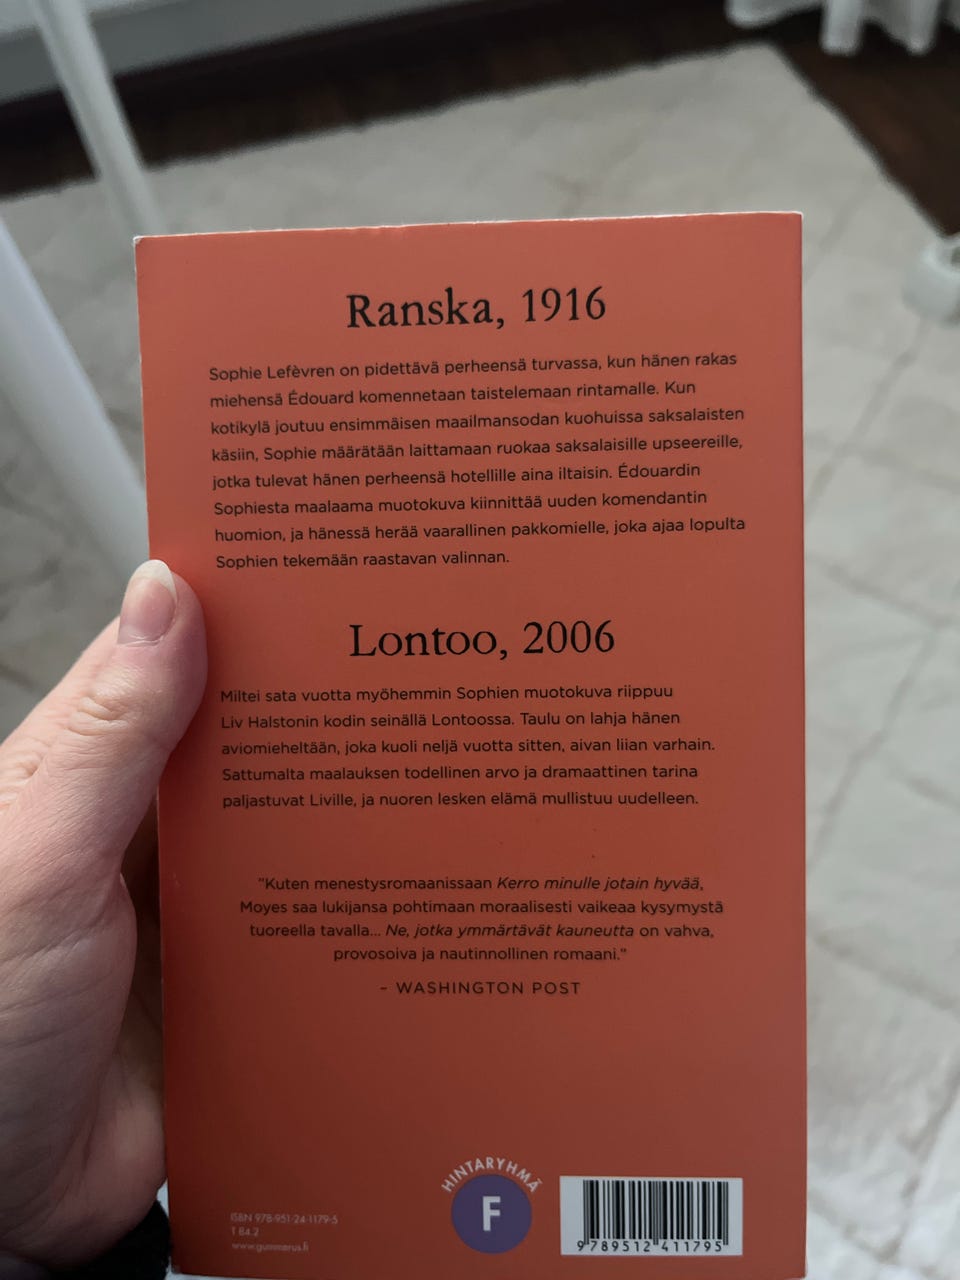 Ranska, 1916
Sophie Lefèvren on pidettävä perheensä turvassa, kun hänen rakas
miehensä Édouard komennetaan taistelemaan rintamalle. Kun
kotikylä joutuu ensimmäisen maailmansodan kuohuissa saksalaisten
käsiin, Sophie määrätään laittamaan ruokaa saksalaisille upseereille,
jotka tulevat hänen perheensä hotellille aina iltaisin. Édouardin
Sophiesta maalaama muotokuva kiinnittää uuden komendantin
huomion, ja hänessä herää vaarallinen pakkomielle, joka ajaa lopulta
Sophien tekemään raastavan valinnan.
Lontoo, 2006
Miltei sata vuotta myöhemmin Sophien muotokuva riippuu
Liv Halstonin kodin seinällä Lontoossa. Taulu on lahja hänen
aviomieheltään, joka kuoli neljä vuotta sitten, aivan liian varhain.
Sattumalta maalauksen todellinen arvo ja dramaattinen tarina
paljastuvat Liville, ja nuoren lesken elämä mullistuu uudelleen.
"Kuten menestysromaanissaan Kerro minulle jotain hyvää,
Moyes saa lukijansa pohtimaan moraalisesti vaikeaa kysymystä
tuoreella tavalla... Ne, jotka ymmärtävät kauneutta on vahva,
provosoiva ja nautinnollinen romaani."
– WASHINGTON POST
HINTARYHMÄ
F
ISBN 978-951-24-1179-5
T 84.2
www.gummerus.fi
9 789512 411795